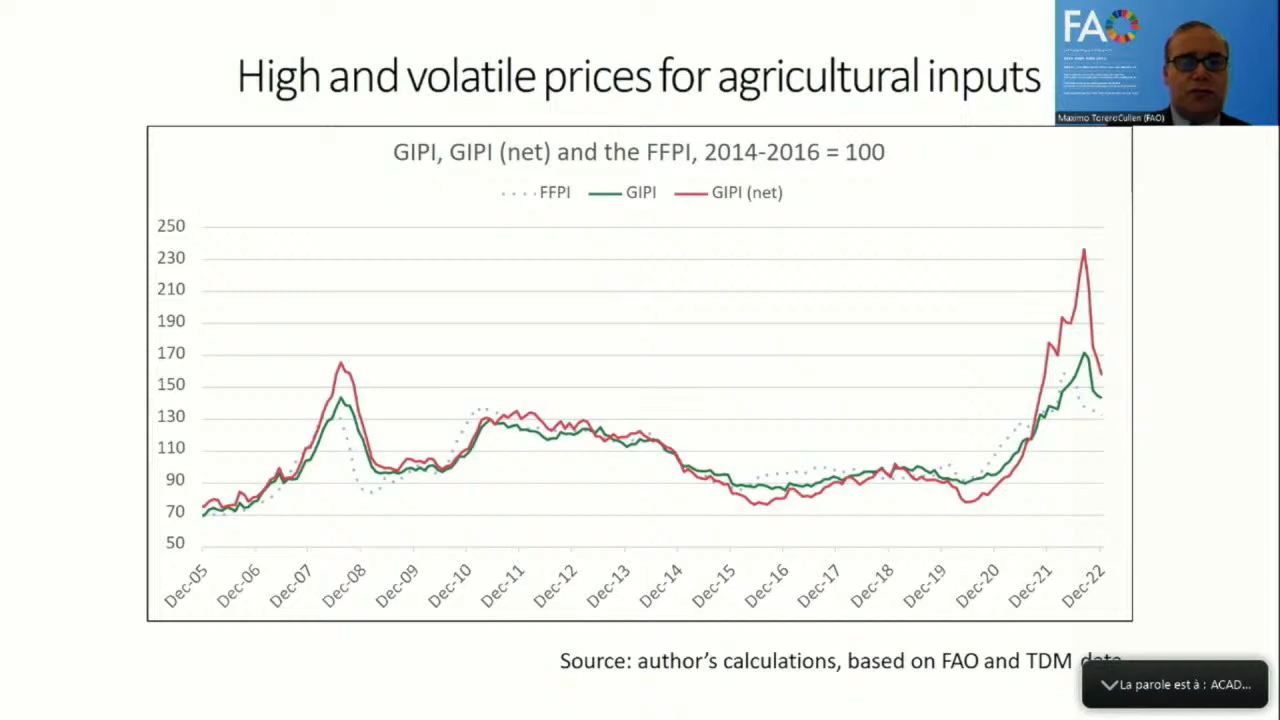 FAO
High and volatile prices for agricultural inputs
Maximo ToreroCullen (FAO)
GIPI, GIPI (net) and the FFPI, 2014-2016 = 100
FFPI GIPI GIPI (net)
250
230
210
190
170
150
130
110
90
70
50
Dec-05 Dec-06 Dec-07 Dec-08 Dec-09 Dec-10 Dec-11 Dec-12 Dec-13 Dec-14 Dec-15 Dec-16 Dec-17 Dec-18 Dec-19 Dec-20 Dec-21 Dec-22
Source: author's calculations, based on FAO and TDM data
La parole est à : ACAD...